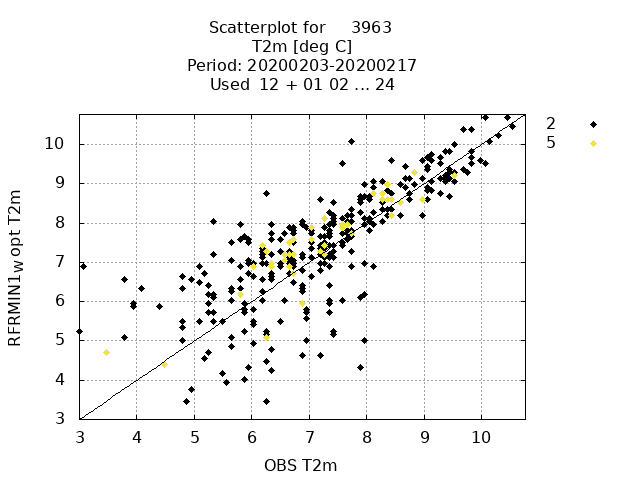 Scatterplot for 3963
T2m [deg C]
Period: 20200203-20200217
Used 12 + 01 02 ... 24
2
5
RFRMIN1_w opt T2m
10
9
8
7
6
5
4
3
3 4 5 6 7 8 9 10
OBS T2m